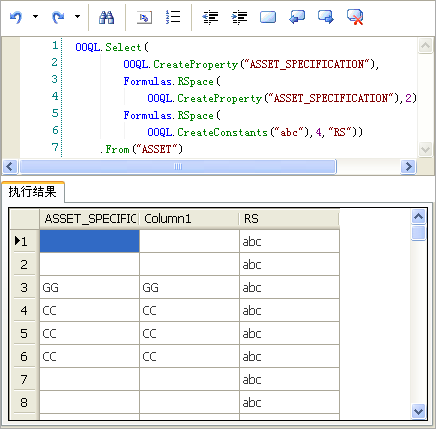 1 OOQL.Select(
2 OOQL.CreateProperty("ASSET_SPECIFICATION"),
3 Formulas.RSpace(
4 OOQL.CreateProperty("ASSET_SPECIFICATION"),2)
5 Formulas.RSpace(
6 OOQL.CreateConstants("abc"),4,"RS"))
7 .From("ASSET")
执行结果
ASSET_SPECIFIC Column1 RS
1 abc
2 abc
3 GG GG abc
4 CC CC abc
5 CC CC abc
6 CC CC abc
7 abc
8 abc